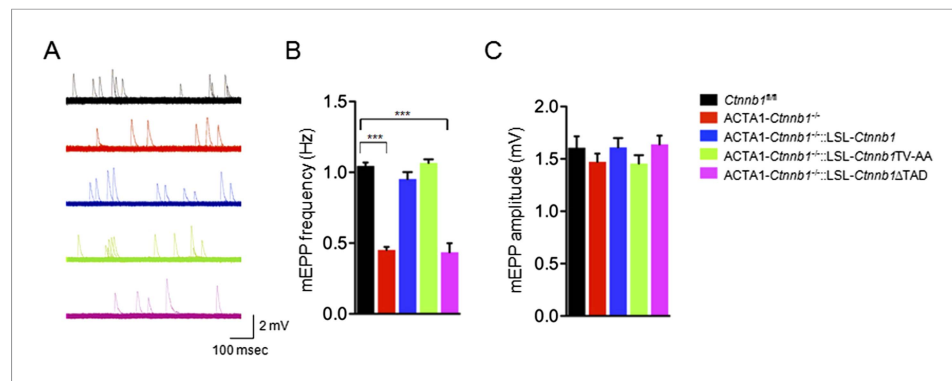 A
B
C
2 mV
100 msec
mEPP frequency (Hz)
1.5
1.0
0.5
0.0
***
***
mEPP amplitude (mV)
2.0
1.5
1.0
0.5
0.0
Ctnnb1fl/fl
ACTA1-Ctnnb1-/-
ACTA1-Ctnnb1-/-::LSL-Ctnnb1
ACTA1-Ctnnb1-/-::LSL-Ctnnb1TV-AA
ACTA1-Ctnnb1-/-::LSL-Ctnnb1ΔTAD